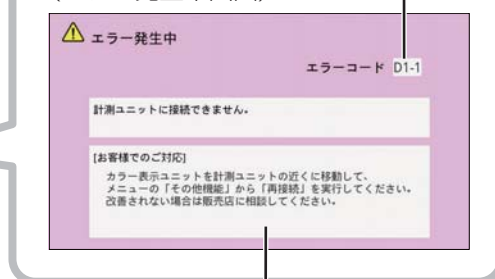 エラー発生中
エラーコード D1-1
計測ユニットに接続できません。
[お客様でのご対応]
カラー表示ユニットを計測ユニットの近くに移動して、
メニューの「その他機能」から「再接続」を実行してください。
改善されない場合は販売店に相談してください。